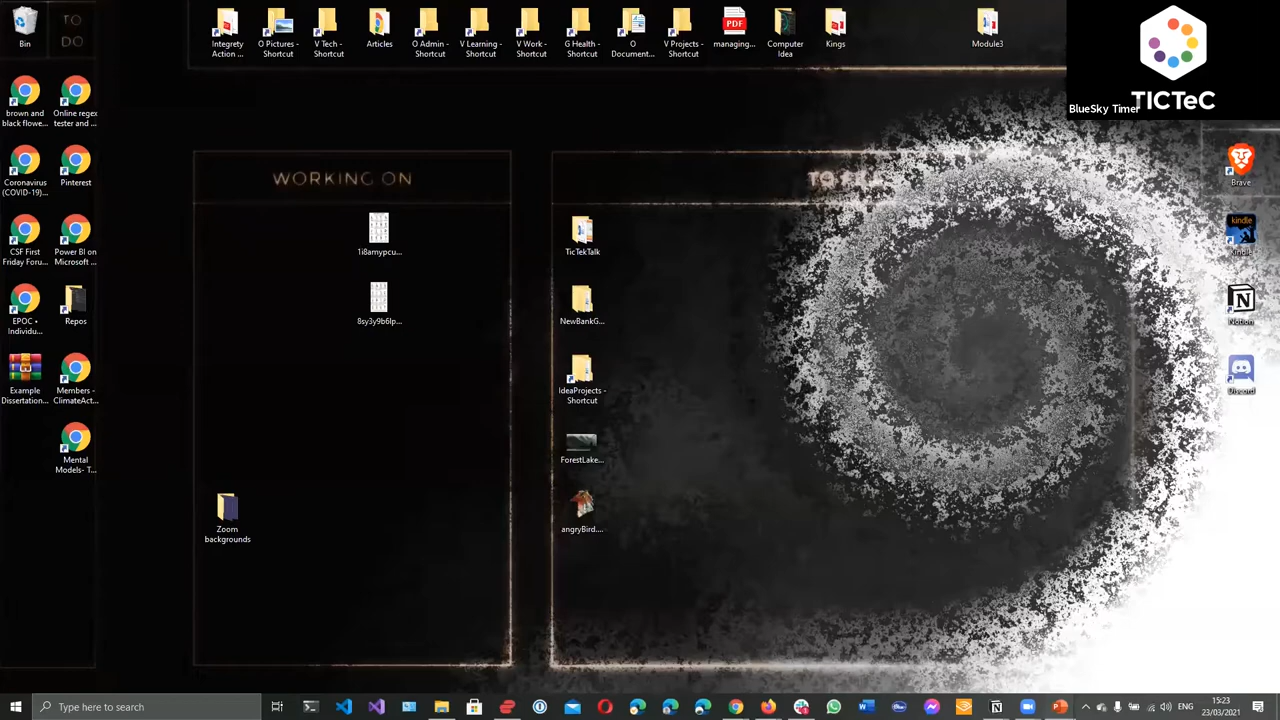 TO
DO
Bin
Integrety
Action ...
O Pictures -
Shortcut
V Tech -
Shortcut
Articles
O Admin -
Shortcut
V Learning -
Shortcut
V Work -
Shortcut
G Health -
Shortcut
O
Document...
V Projects -
Shortcut
PDF
managing...
Computer
Idea
Kings
Module3
TICTeC
BlueSky Timer
brown and
black flowe...
Online regex
tester and ...
Coronavirus
(COVID-19)...
Pinterest
CSF First
Friday Foru...
Power BI on
Microsoft ...
EPOC •
Individu...
Repos
Example
Dissertation...
Members -
ClimateAct...
Mental
Models- T...
WORKING ON
8sy3y9b6lp...
Zoom
backgrounds
TicTekTalk
NewBankG...
IdeaProjects -
Shortcut
ForestLake...
angryBird....
Brave
kindle
Kindle
Notion
Discord
Type here to search
ENG
15:23
23/03/2021